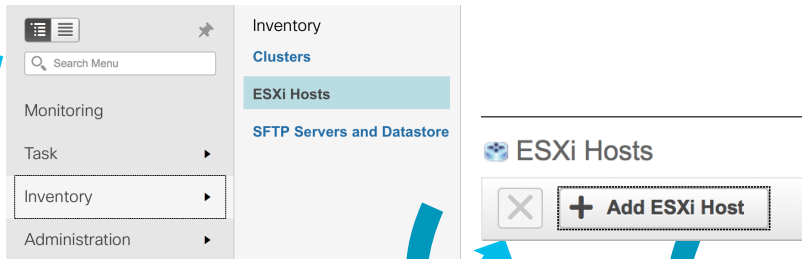 Search Menu
Monitoring
Task
Inventory
Administration
Inventory
Clusters
ESXi Hosts
SFTP Servers and Datastore
ESXi Hosts
Add ESXi Host